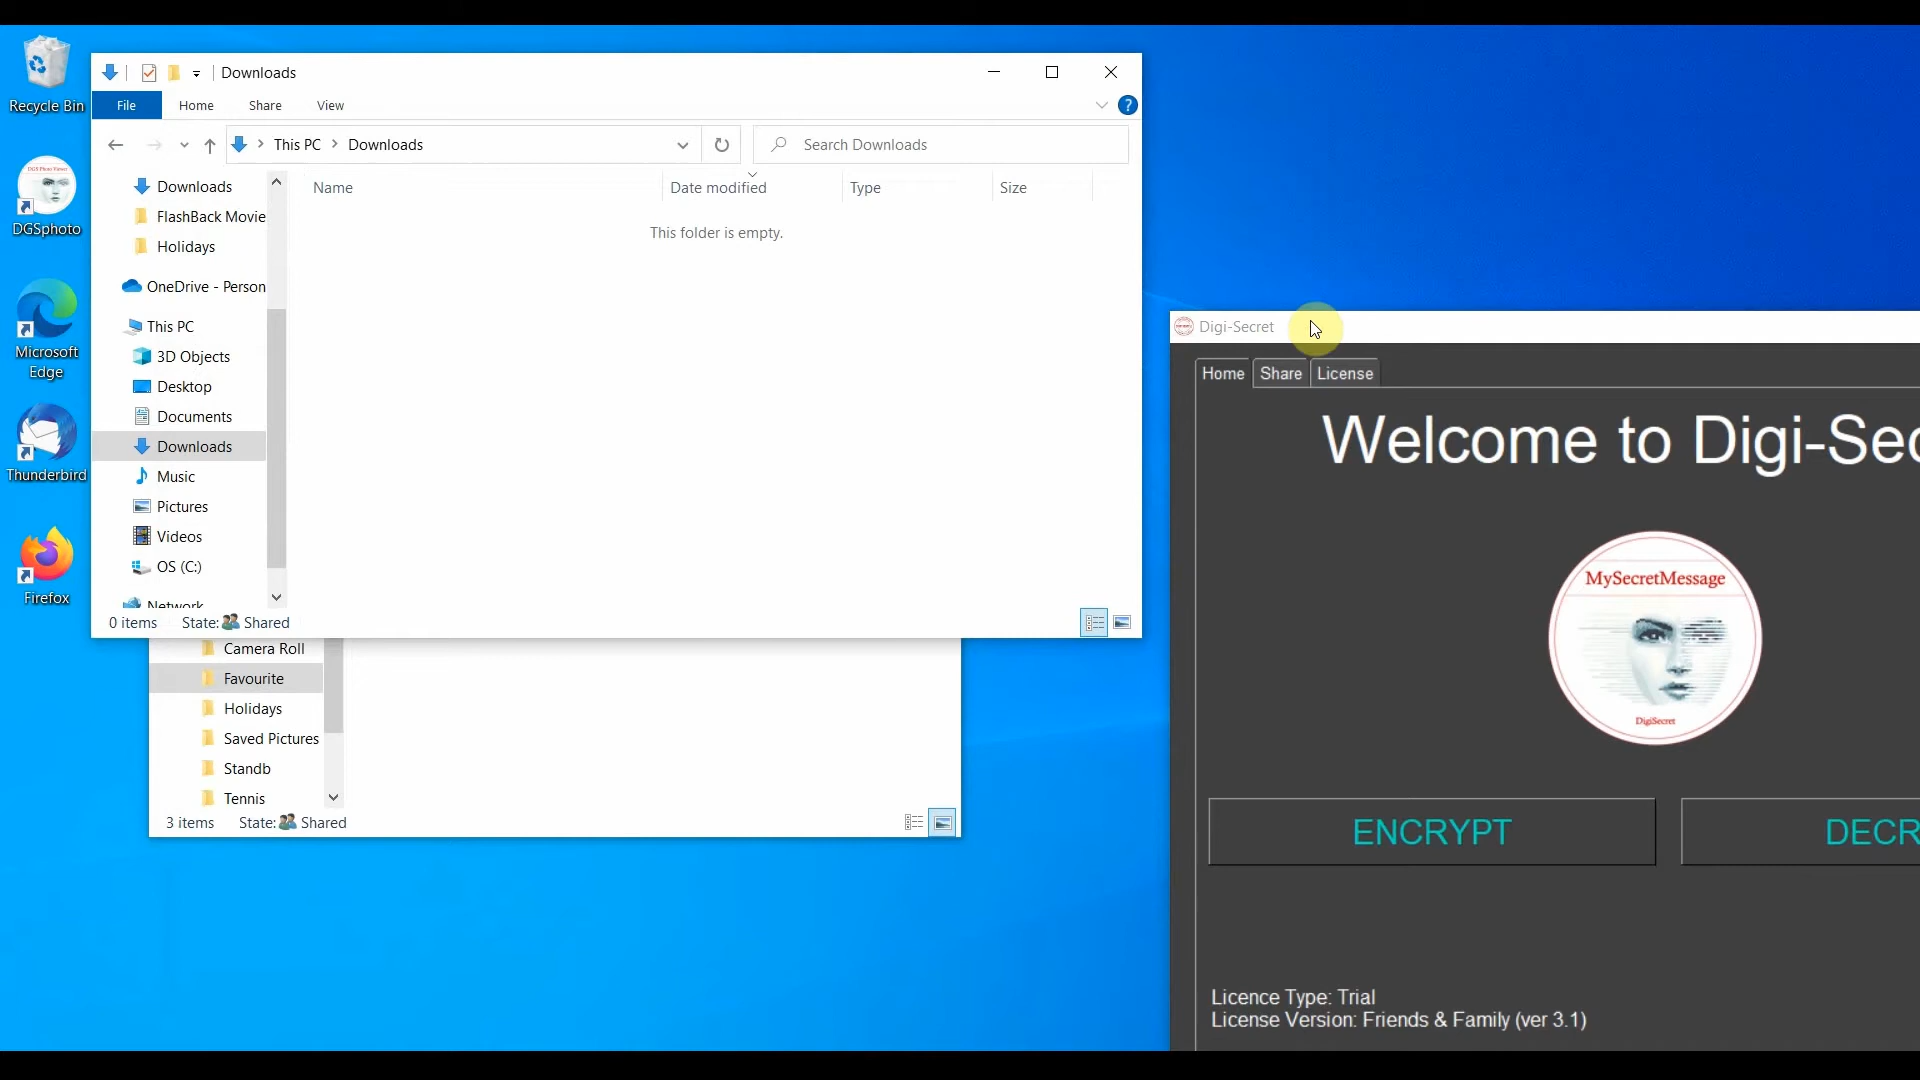 Recycle Bin
DGSphoto
Microsoft
Edge
Thunderbird
Firefox
Downloads
File
Home
Share
View
?
This PC
Downloads
Search Downloads
Name
Date modified
Type
Size
This folder is empty.
Downloads
FlashBack Movie
Holidays
OneDrive - Person
This PC
3D Objects
Desktop
Documents
Downloads
Music
Pictures
Videos
OS (C:)
Network
0 items
State: Shared
Camera Roll
Favourite
Holidays
Saved Pictures
Standb
Tennis
3 items
State: Shared
Digi-Secret
Home
Share
License
Welcome to Digi-Sec
MySecretMessage
DigiSecret
ENCRYPT
DECR
Licence Type: Trial
License Version: Friends & Family (ver 3.1)